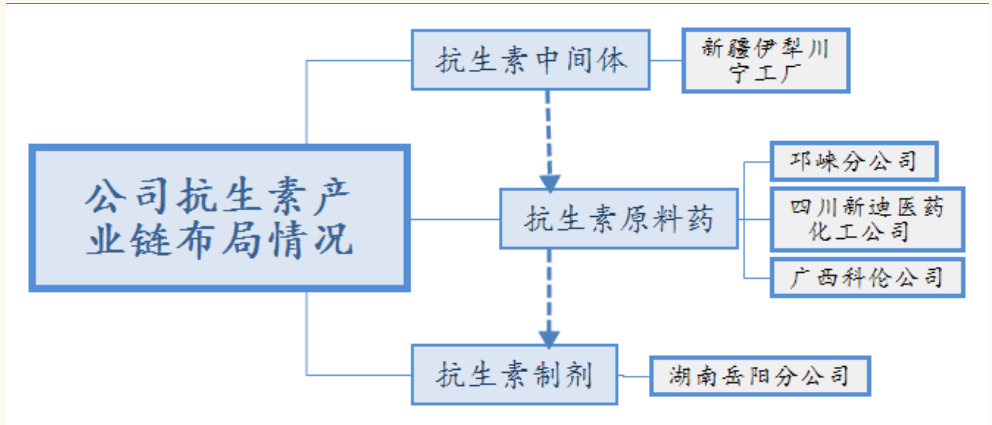 抗生素中间体
新疆伊犁川
宁工厂
公司抗生素产
业链布局情况
抗生素原料药
邛崃分公司
四川新迪医药
化工公司
广西科伦公司
抗生素制剂
湖南岳阳分公司